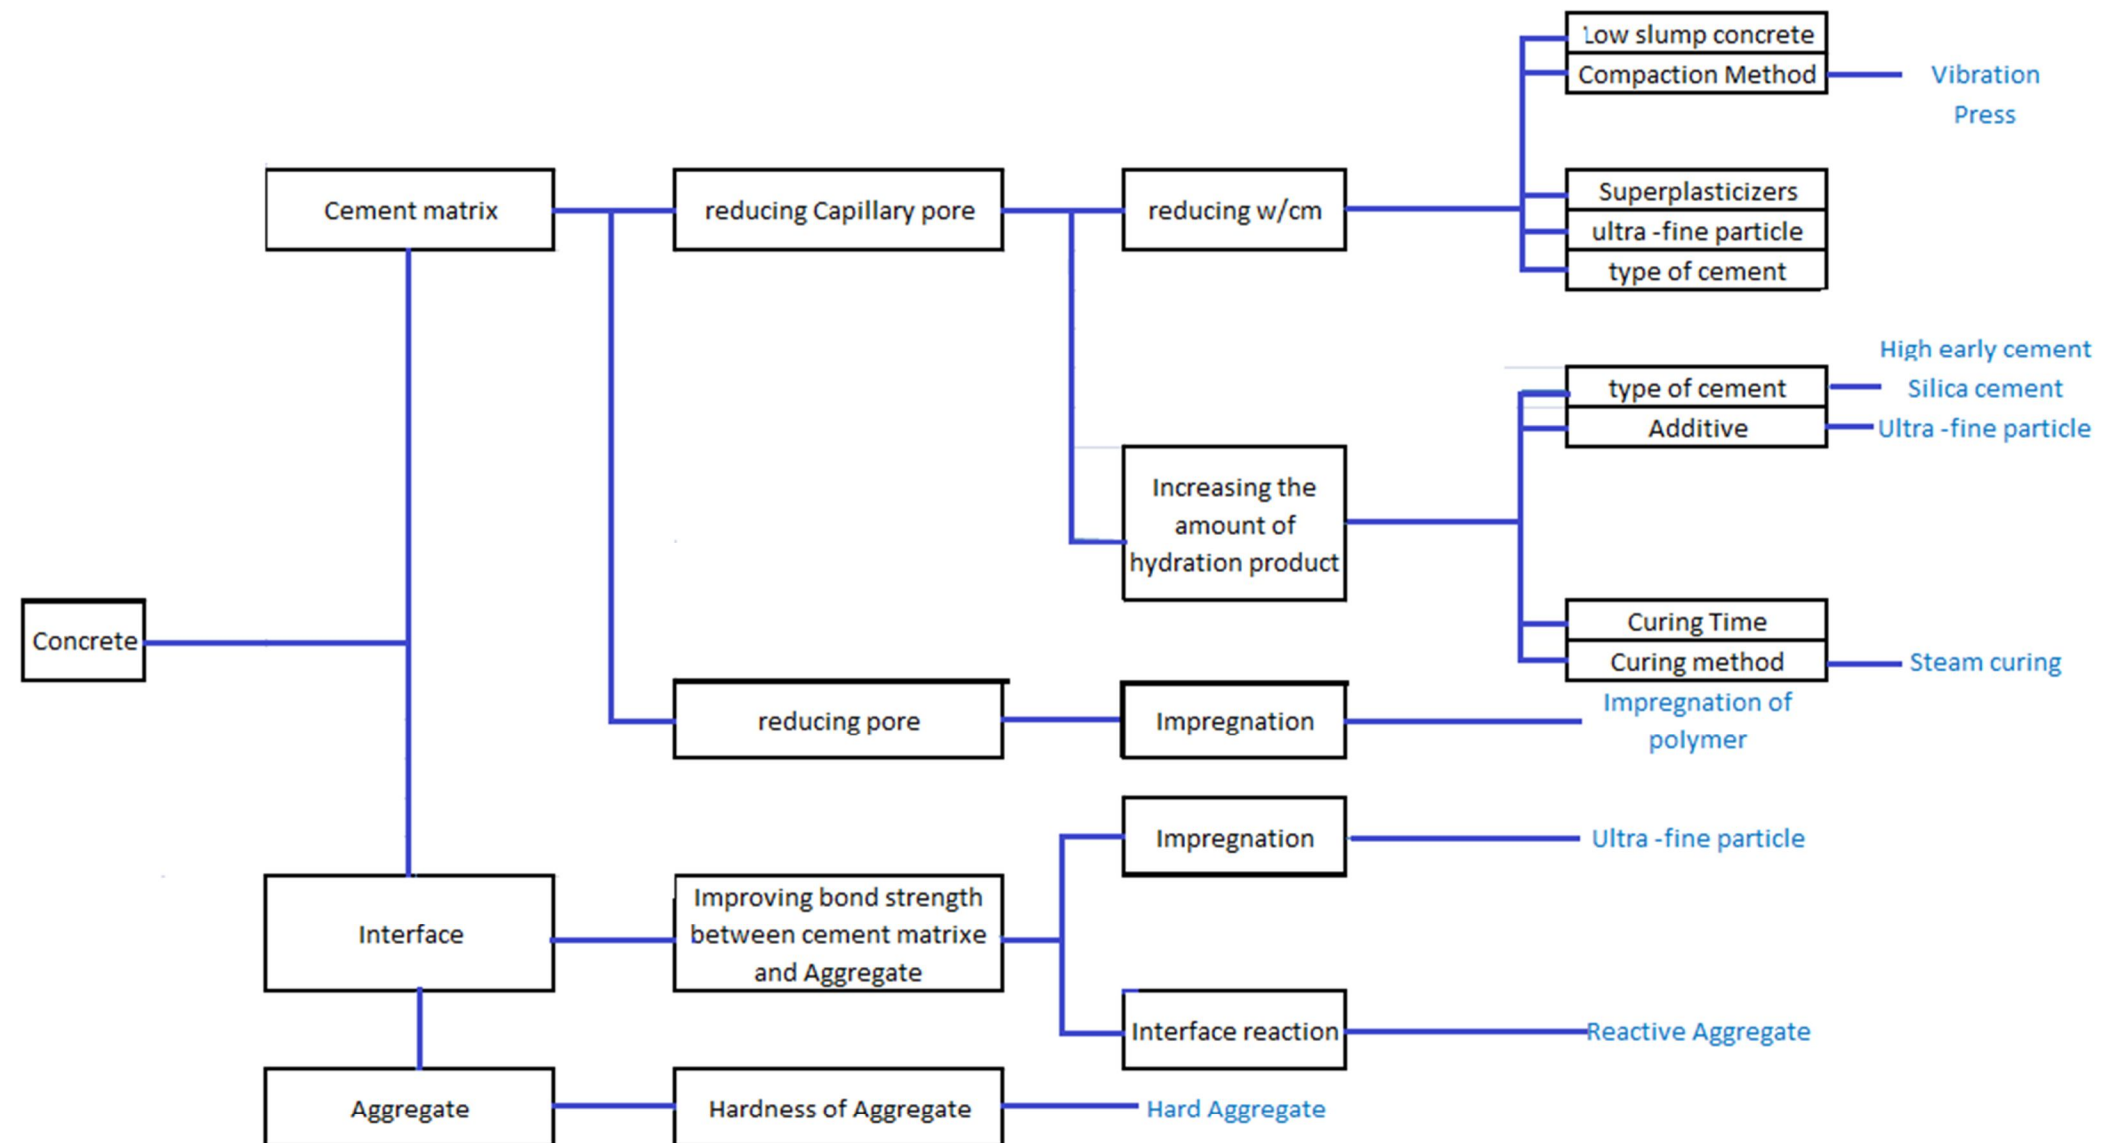 Low slump concrete
Compaction Method
Vibration
Press
Cement matrix
reducing Capillary pore
reducing w/cm
Superplasticizers
ultra -fine particle
type of cement
High early cement
type of cement
Silica cement
Additive
Ultra -fine particle
Increasing the
amount of
hydration product
Curing Time
Curing method
Steam curing
Concrete
reducing pore
Impregnation
Impregnation of
polymer
Impregnation
Ultra -fine particle
Interface
Improving bond strength
between cement matrixe
and Aggregate
Interface reaction
Reactive Aggregate
Aggregate
Hardness of Aggregate
Hard Aggregate